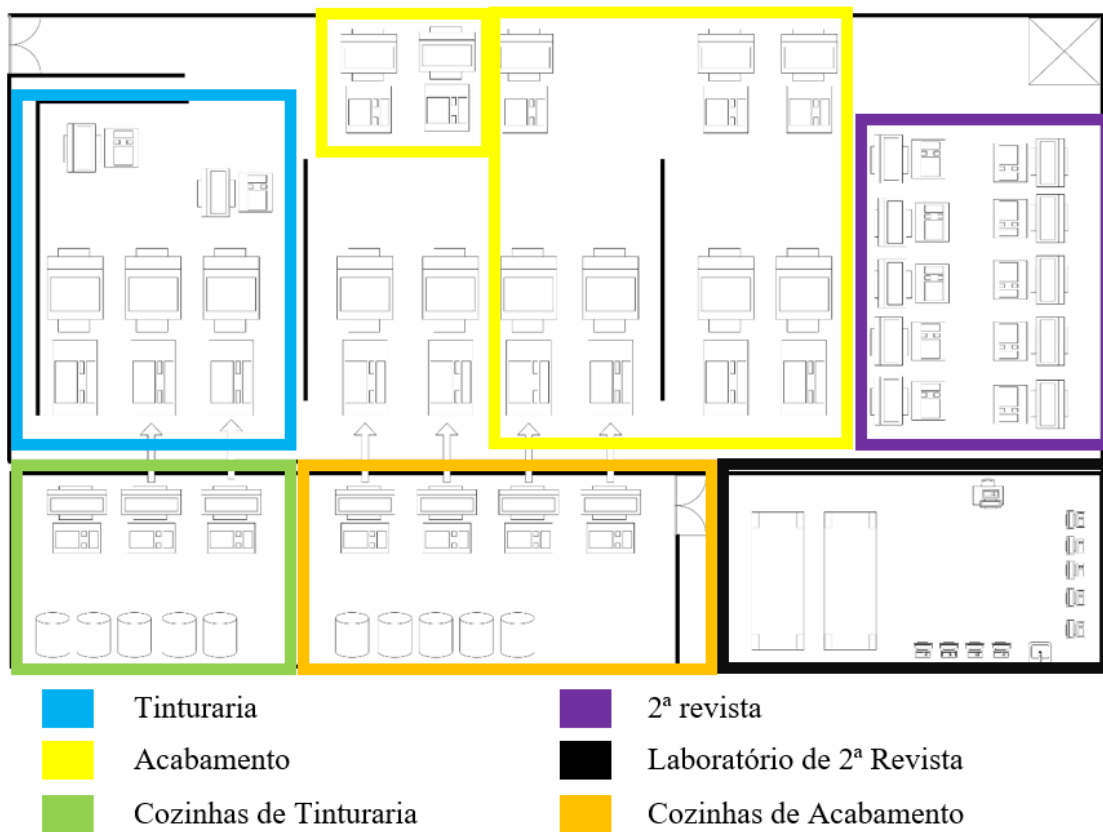 Tinturaria
Acabamento
Cozinhas de Tinturaria
2ª revista
Laboratório de 2ª Revista
Cozinhas de Acabamento